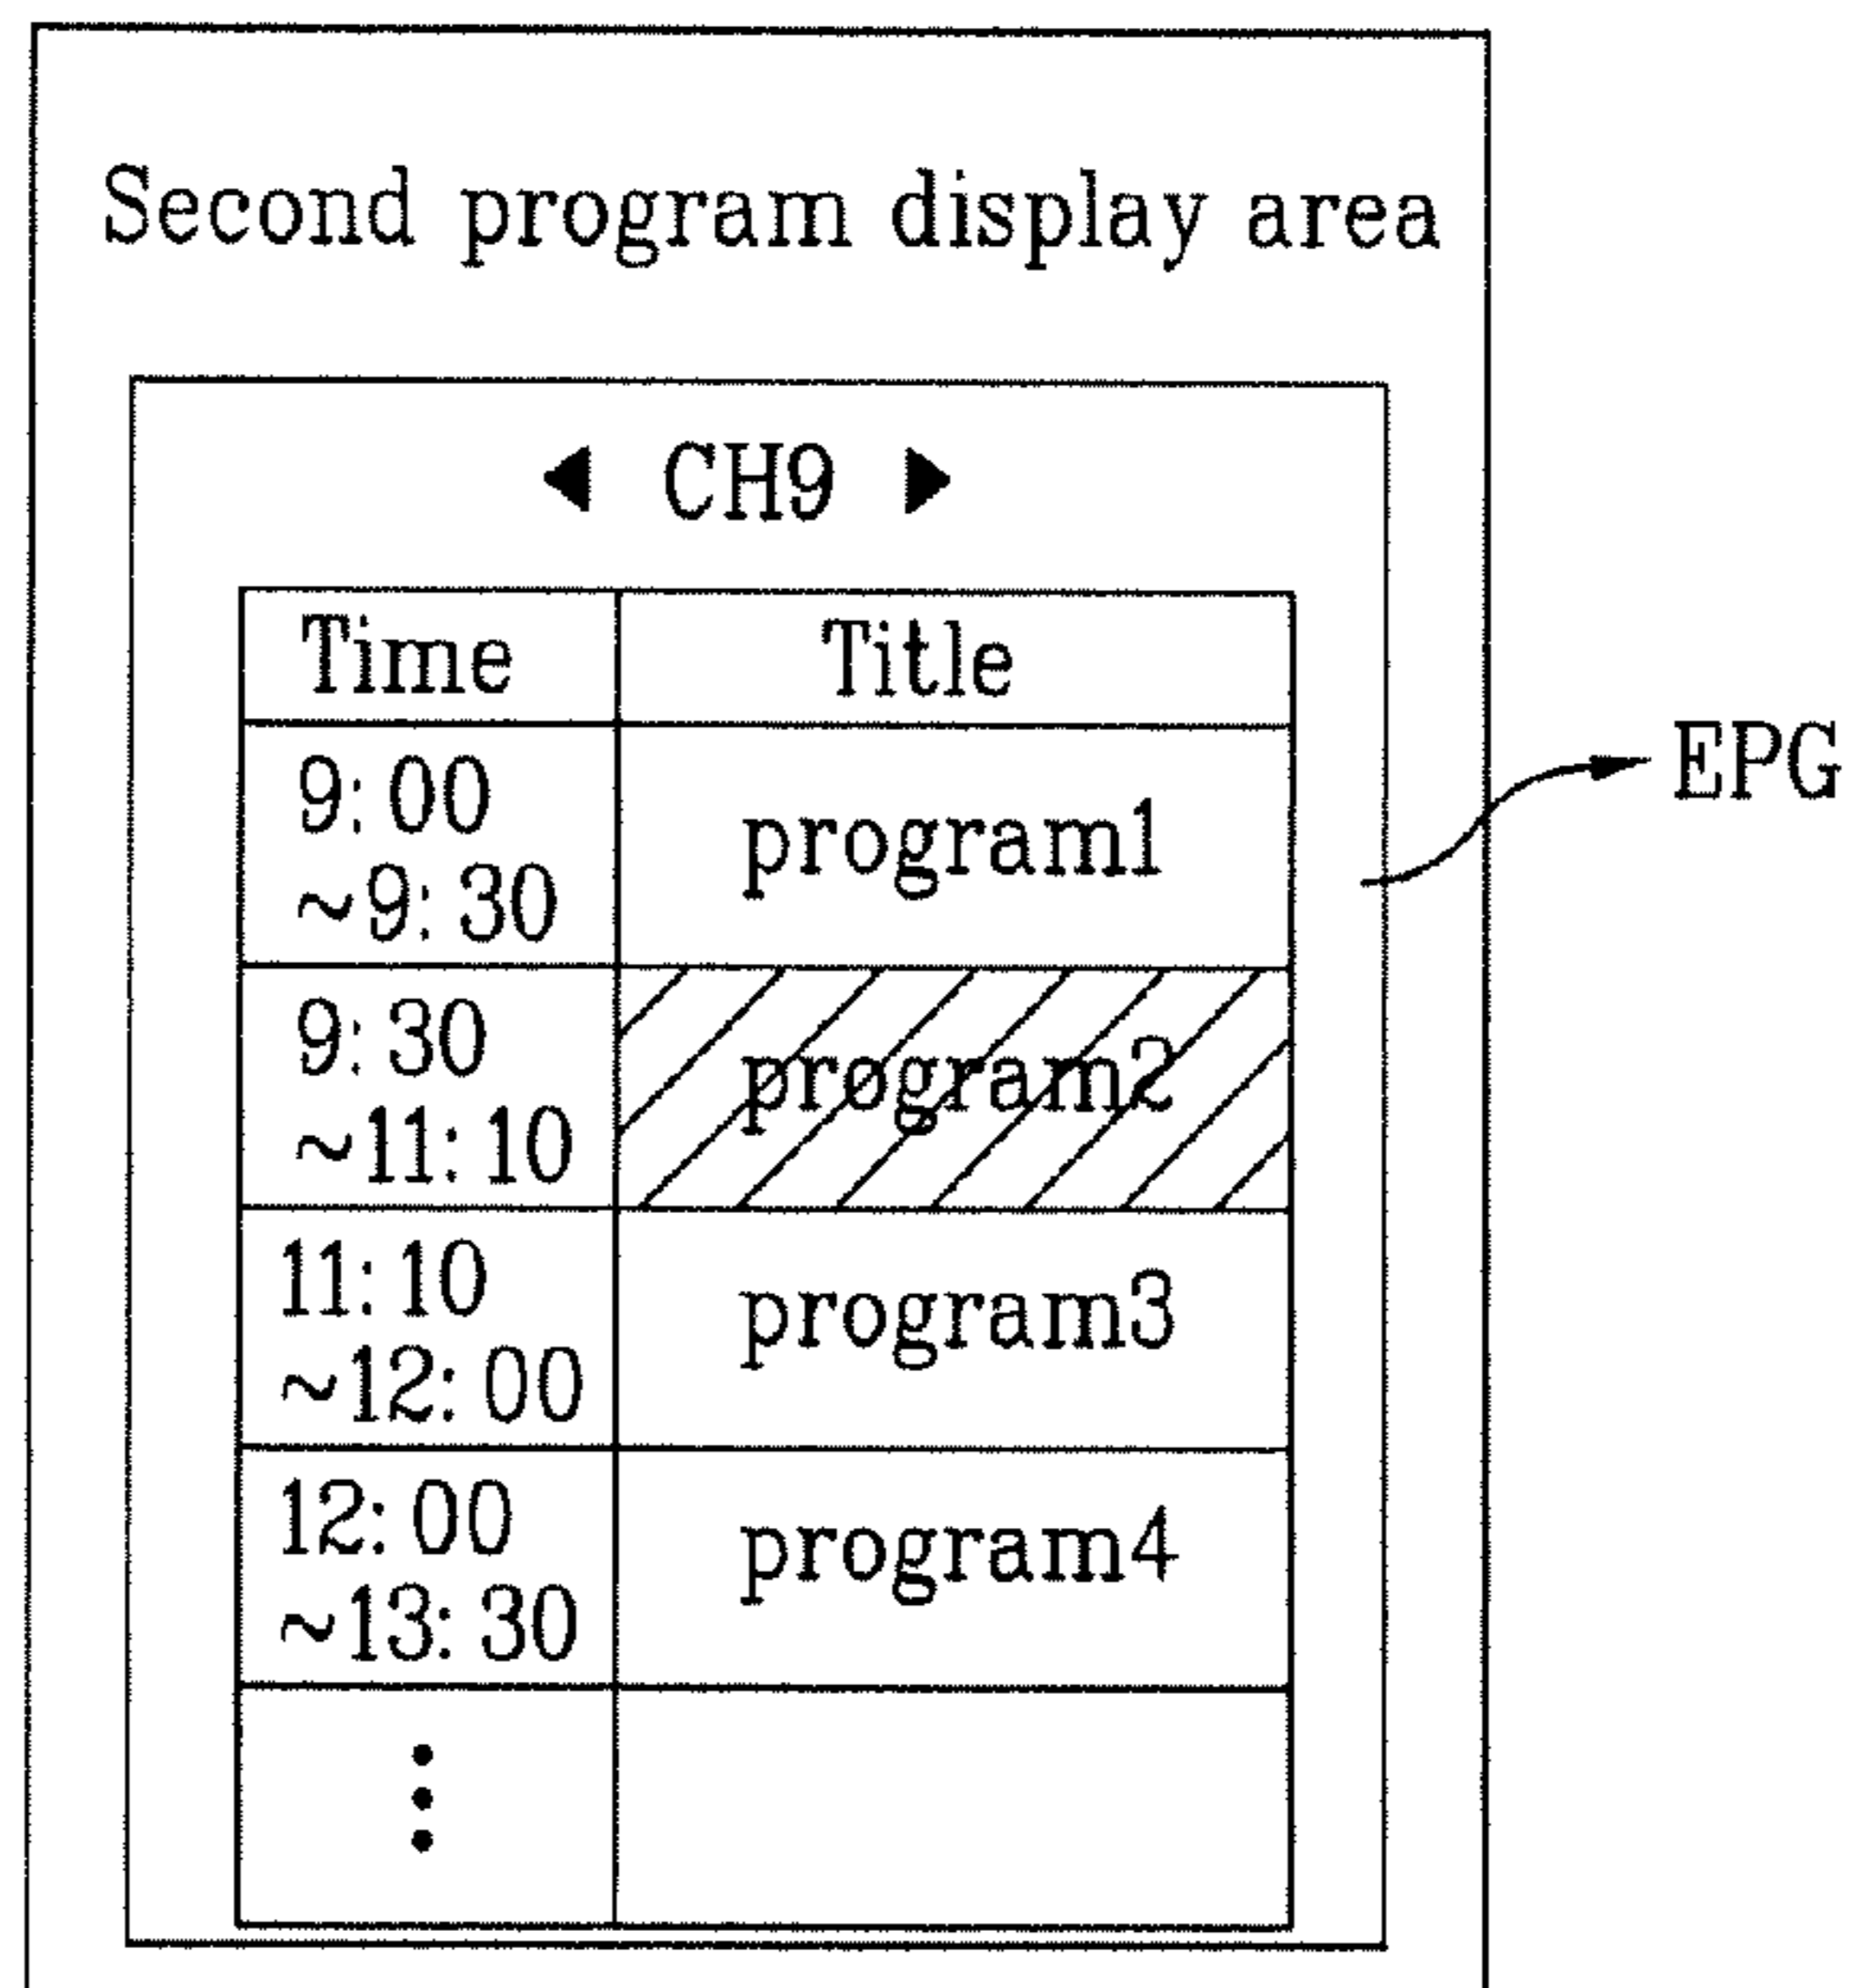 Second program display area
◀ CH9 ▶
Time Title
9:00
~9:30
program1
EPG
9:30
~11:10
program2
11:10
~12:00
program3
12:00
~13:30
program4